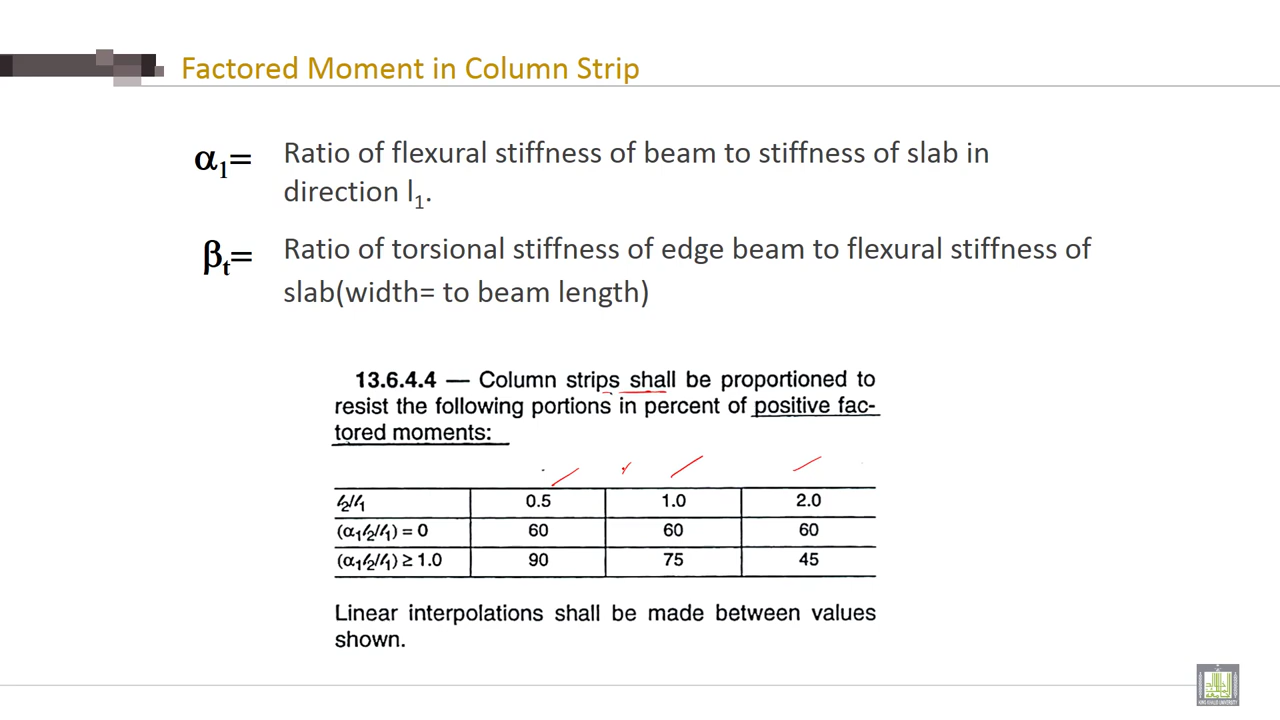 Factored Moment in Column Strip
α1= Ratio of flexural stiffness of beam to stiffness of slab in
direction l1.
βt= Ratio of torsional stiffness of edge beam to flexural stiffness of
slab(width= to beam length)
13.6.4.4 — Column strips shall be proportioned to
resist the following portions in percent of positive fac-
tored moments:
ℓ2/ℓ1 0.5 1.0 2.0
(α1ℓ2/ℓ1) = 0 60 60 60
(α1ℓ2/ℓ1) ≥ 1.0 90 75 45
Linear interpolations shall be made between values
shown.
KING KHALID UNIVERSITY